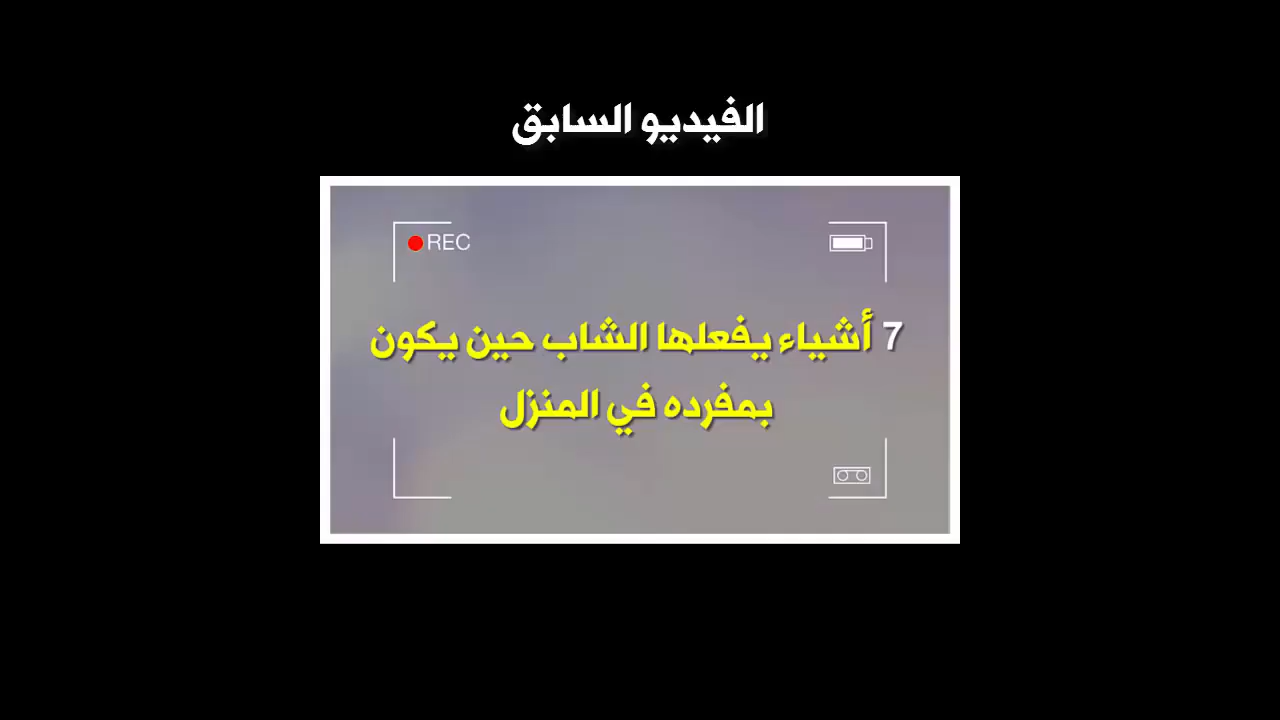 الفيديو السابق
REC
7 أشياء يفعلها الشاب حين يكون
بمفرده في المنزل